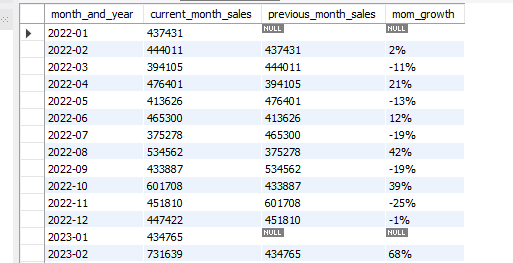 month_and_year current_month_sales previous_month_sales mom_growth
2022-01 437431 NULL NULL
2022-02 444011 437431 2%
2022-03 394105 444011 -11%
2022-04 476401 394105 21%
2022-05 413626 476401 -13%
2022-06 465300 413626 12%
2022-07 375278 465300 -19%
2022-08 534562 375278 42%
2022-09 433887 534562 -19%
2022-10 601708 433887 39%
2022-11 451810 601708 -25%
2022-12 447422 451810 -1%
2023-01 434765 NULL NULL
2023-02 731639 434765 68%